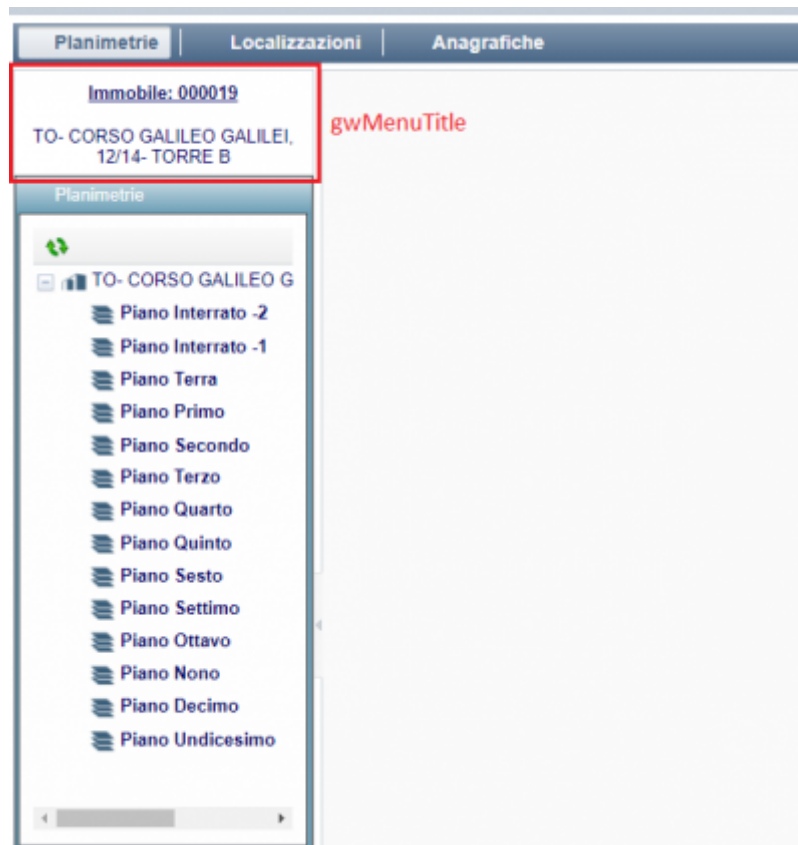 Planimetrie Localizzazioni Anagrafiche
Immobile: 000019
TO- CORSO GALILEO GALILEI,
12/14- TORRE B
gwMenuTitle
Planimetrie
TO- CORSO GALILEO G
Piano Interrato -2
Piano Interrato -1
Piano Terra
Piano Primo
Piano Secondo
Piano Terzo
Piano Quarto
Piano Quinto
Piano Sesto
Piano Settimo
Piano Ottavo
Piano Nono
Piano Decimo
Piano Undicesimo